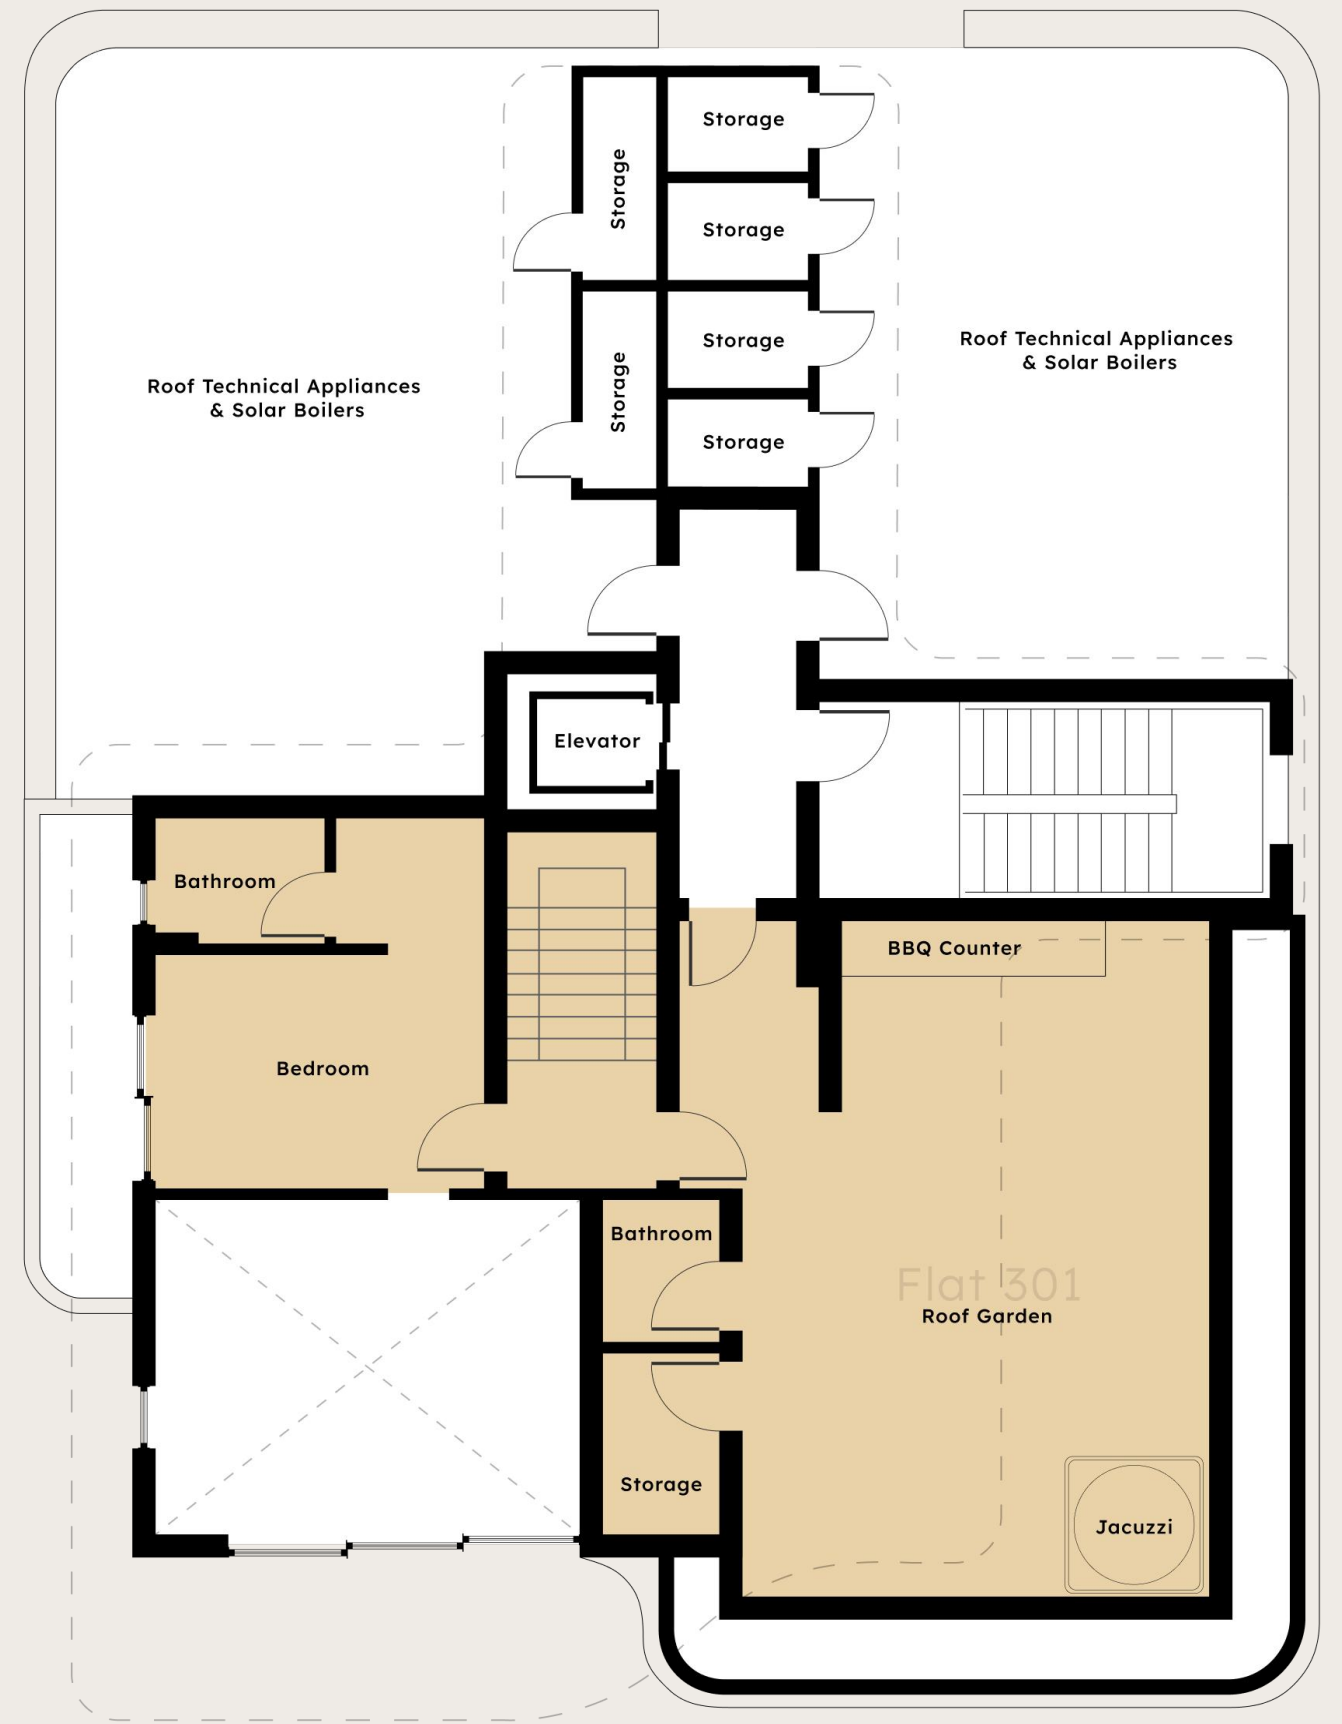 Storage
Storage
Storage
Storage
Storage
Storage
Roof Technical Appliances
& Solar Boilers
Roof Technical Appliances
& Solar Boilers
Elevator
Bathroom
BBQ Counter
Bedroom
Bathroom
Flat 301
Roof Garden
Storage
Jacuzzi